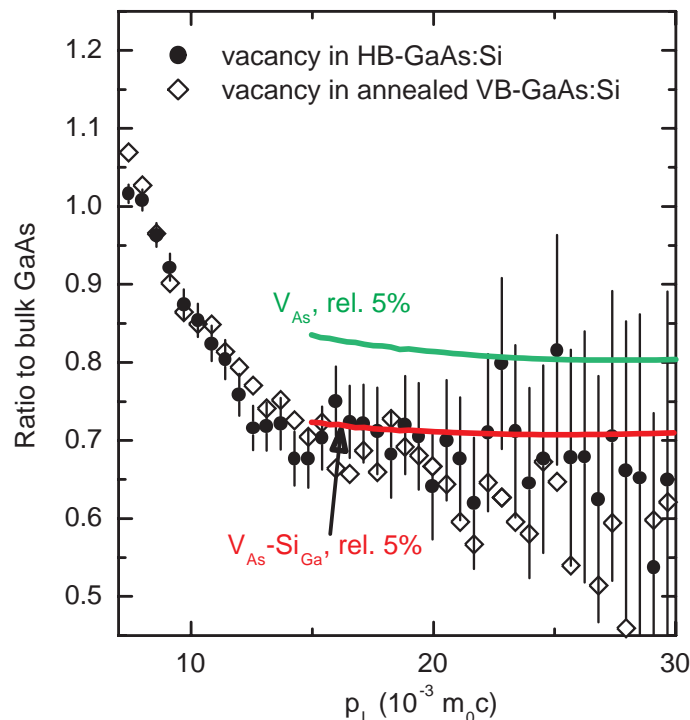 1.2
vacancy in HB-GaAs:Si
vacancy in annealed VB-GaAs:Si
1.1
1.0
0.9
0.8
0.7
0.6
0.5
Ratio to bulk GaAs
V_As, rel. 5%
V_As-Si_Ga, rel. 5%
10 20 30
p_L (10^-3 m_0c)